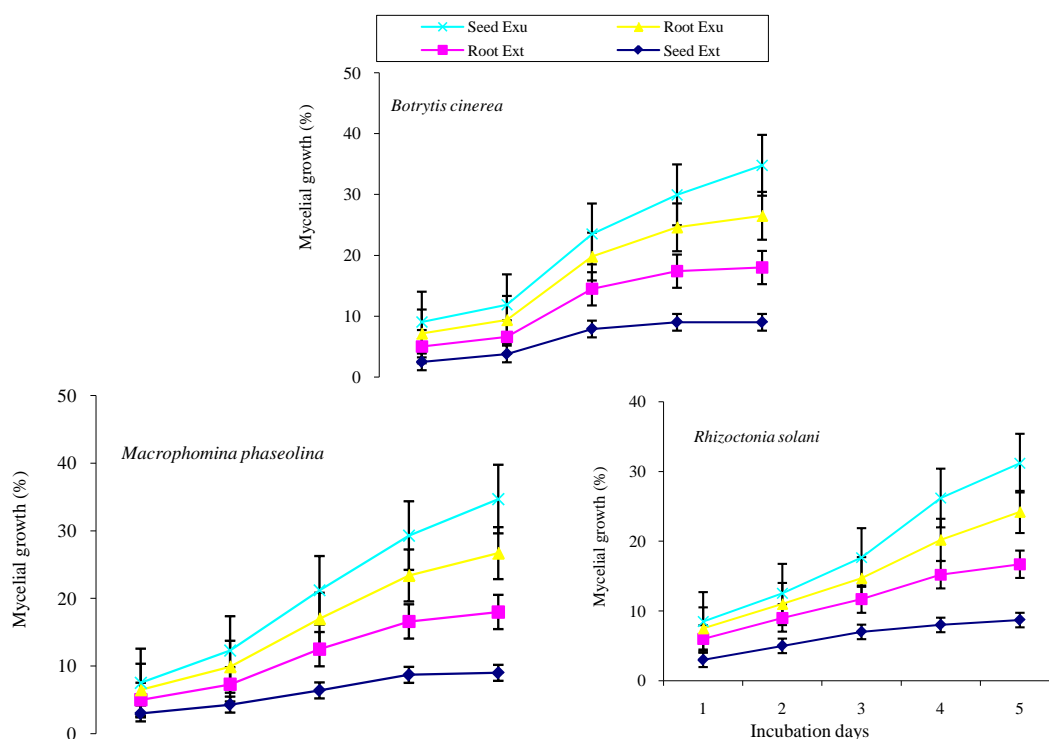 Seed Exu Root Exu
Root Ext Seed Ext
50
40
30
20
10
0
Mycelial growth (%)
Botrytis cinerea
50
40
30
20
10
0
Mycelial growth (%)
Macrophomina phaseolina
40
30
20
10
0
Mycelial growth (%)
Rhizoctonia solani
1 2 3 4 5
Incubation days